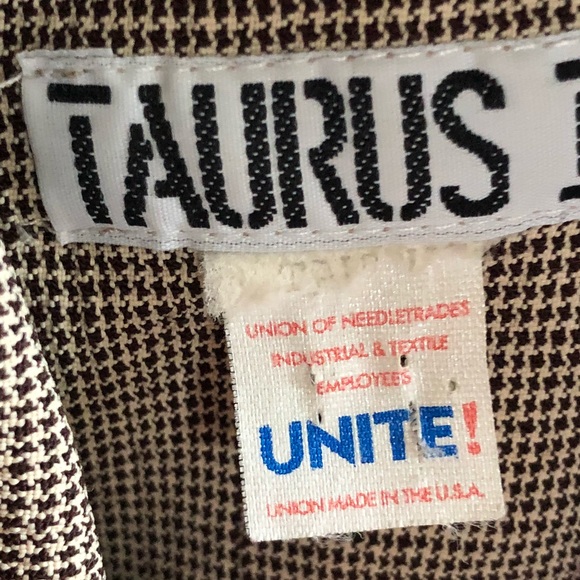 TAURUS I
UNION OF NEEDLETRADES
INDUSTRIAL & TEXTILE
EMPLOYEES
UNITE!
UNION MADE IN THE U.S.A.